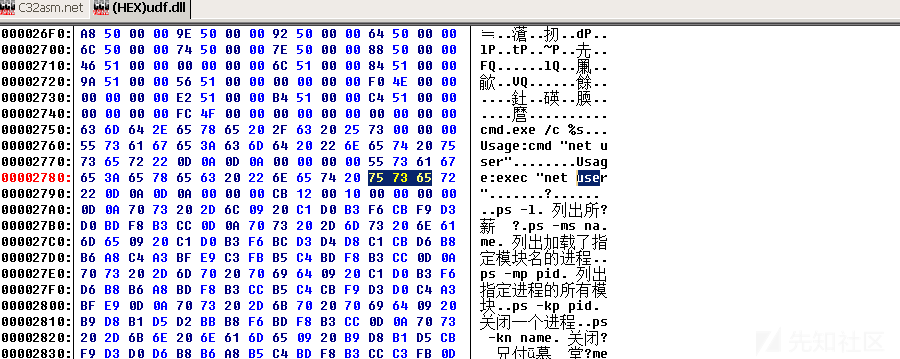 C32asm.net (HEX)udf.dll
000026F0: A8 50 00 00 9E 50 00 00 92 50 00 00 64 50 00 00 ..dP..
00002700: 6C 50 00 00 74 50 00 00 7E 50 00 00 88 50 00 00 lP..tP..~P..
00002710: 46 51 00 00 00 00 00 00 6C 51 00 00 84 51 00 00 FQ......lQ..
00002720: 9A 51 00 00 56 51 00 00 00 00 00 00 F0 4E 00 00 VQ......
00002730: 00 00 00 00 E2 51 00 00 B4 51 00 00 C4 51 00 00
00002740: 00 00 00 00 FC 4F 00 00 00 00 00 00 00 00 00 00
00002750: 63 6D 64 2E 65 78 65 20 2F 63 20 25 73 00 00 00 cmd.exe /c %s...
00002760: 55 73 61 67 65 3A 63 6D 64 20 22 6E 65 74 20 75 Usage:cmd "net u
00002770: 73 65 72 22 0D 0A 0D 0A 00 00 00 00 55 73 61 67 ser"........Usag
00002780: 65 3A 65 78 65 63 20 22 6E 65 74 20 75 73 65 72 e:exec "net user
00002790: 22 0D 0A 0D 0A 00 00 00 CB 12 00 10 00 00 00 00 ".......?......
000027A0: 0D 0A 70 73 20 2D 6C 09 20 C1 D0 B3 F6 CB F9 D3 ..ps -l. 列出所?
000027B0: D0 BD F8 B3 CC 0D 0A 70 73 20 2D 6D 73 20 6E 61 薪 ?.ps -ms na
000027C0: 6D 65 09 20 C1 D0 B3 F6 BC D3 D4 D8 C1 CB D6 B8 me. 列出加载了指
000027D0: B6 A8 C4 A3 BF E9 C3 FB B5 C4 BD F8 B3 CC 0D 0A 定模块名的进程..
000027E0: 70 73 20 2D 6D 70 20 70 69 64 09 20 C1 D0 B3 F6 ps -mp pid. 列出
000027F0: D6 B8 B6 A8 BD F8 B3 CC B5 C4 CB F9 D3 D0 C4 A3 指定进程的所有模
00002800: BF E9 0D 0A 70 73 20 2D 6B 70 20 70 69 64 09 20 块..ps -kp pid.
00002810: B9 D8 B1 D5 D2 BB B8 F6 BD F8 B3 CC 0D 0A 70 73 关闭一个进程..ps
00002820: 20 2D 6B 6E 20 6E 61 6D 65 09 20 B9 D8 B1 D5 CB -kn name. 关闭?
00002830: F9 D3 D0 D6 B8 B6 A8 B5 C4 BD F8 B3 CC C3 FB 0D
先知社区